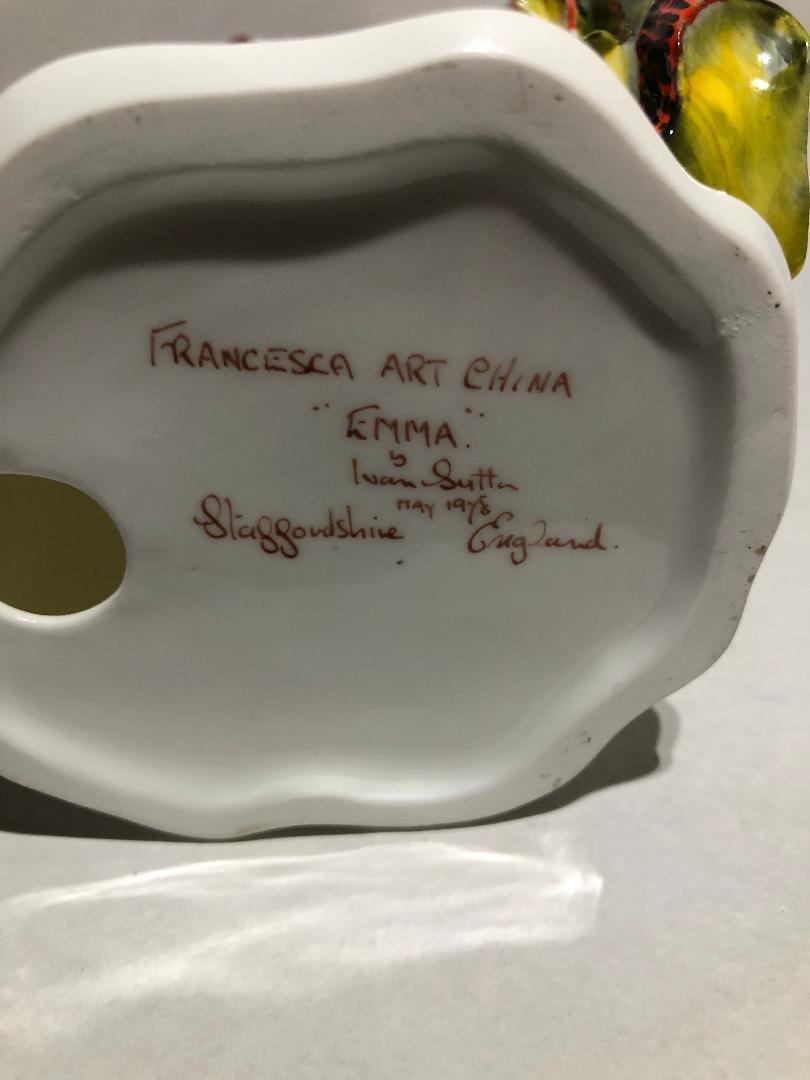 FRANCESCA ART CHINA
"EMMA".
by
Ivan Sutton
MAY 1978
Staffordshire England.